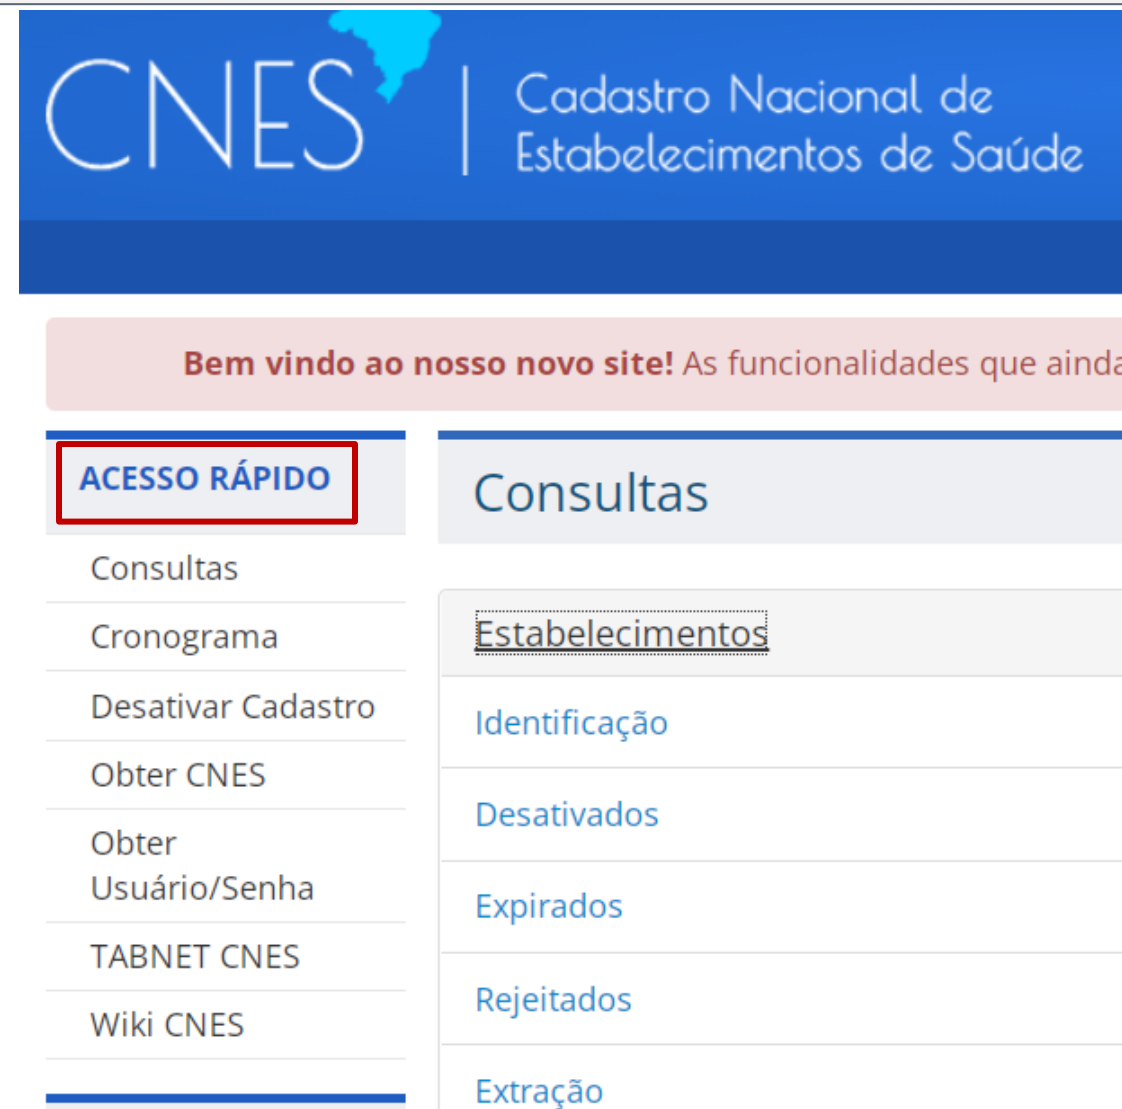 CNES
Cadastro Nacional de
Estabelecimentos de Saúde
Bem vindo ao nosso novo site! As funcionalidades que ainda
ACESSO RÁPIDO
Consultas
Cronograma
Desativar Cadastro
Obter CNES
Obter
Usuário/Senha
TABNET CNES
Wiki CNES
Consultas
Estabelecimentos
Identificação
Desativados
Expirados
Rejeitados
Extração